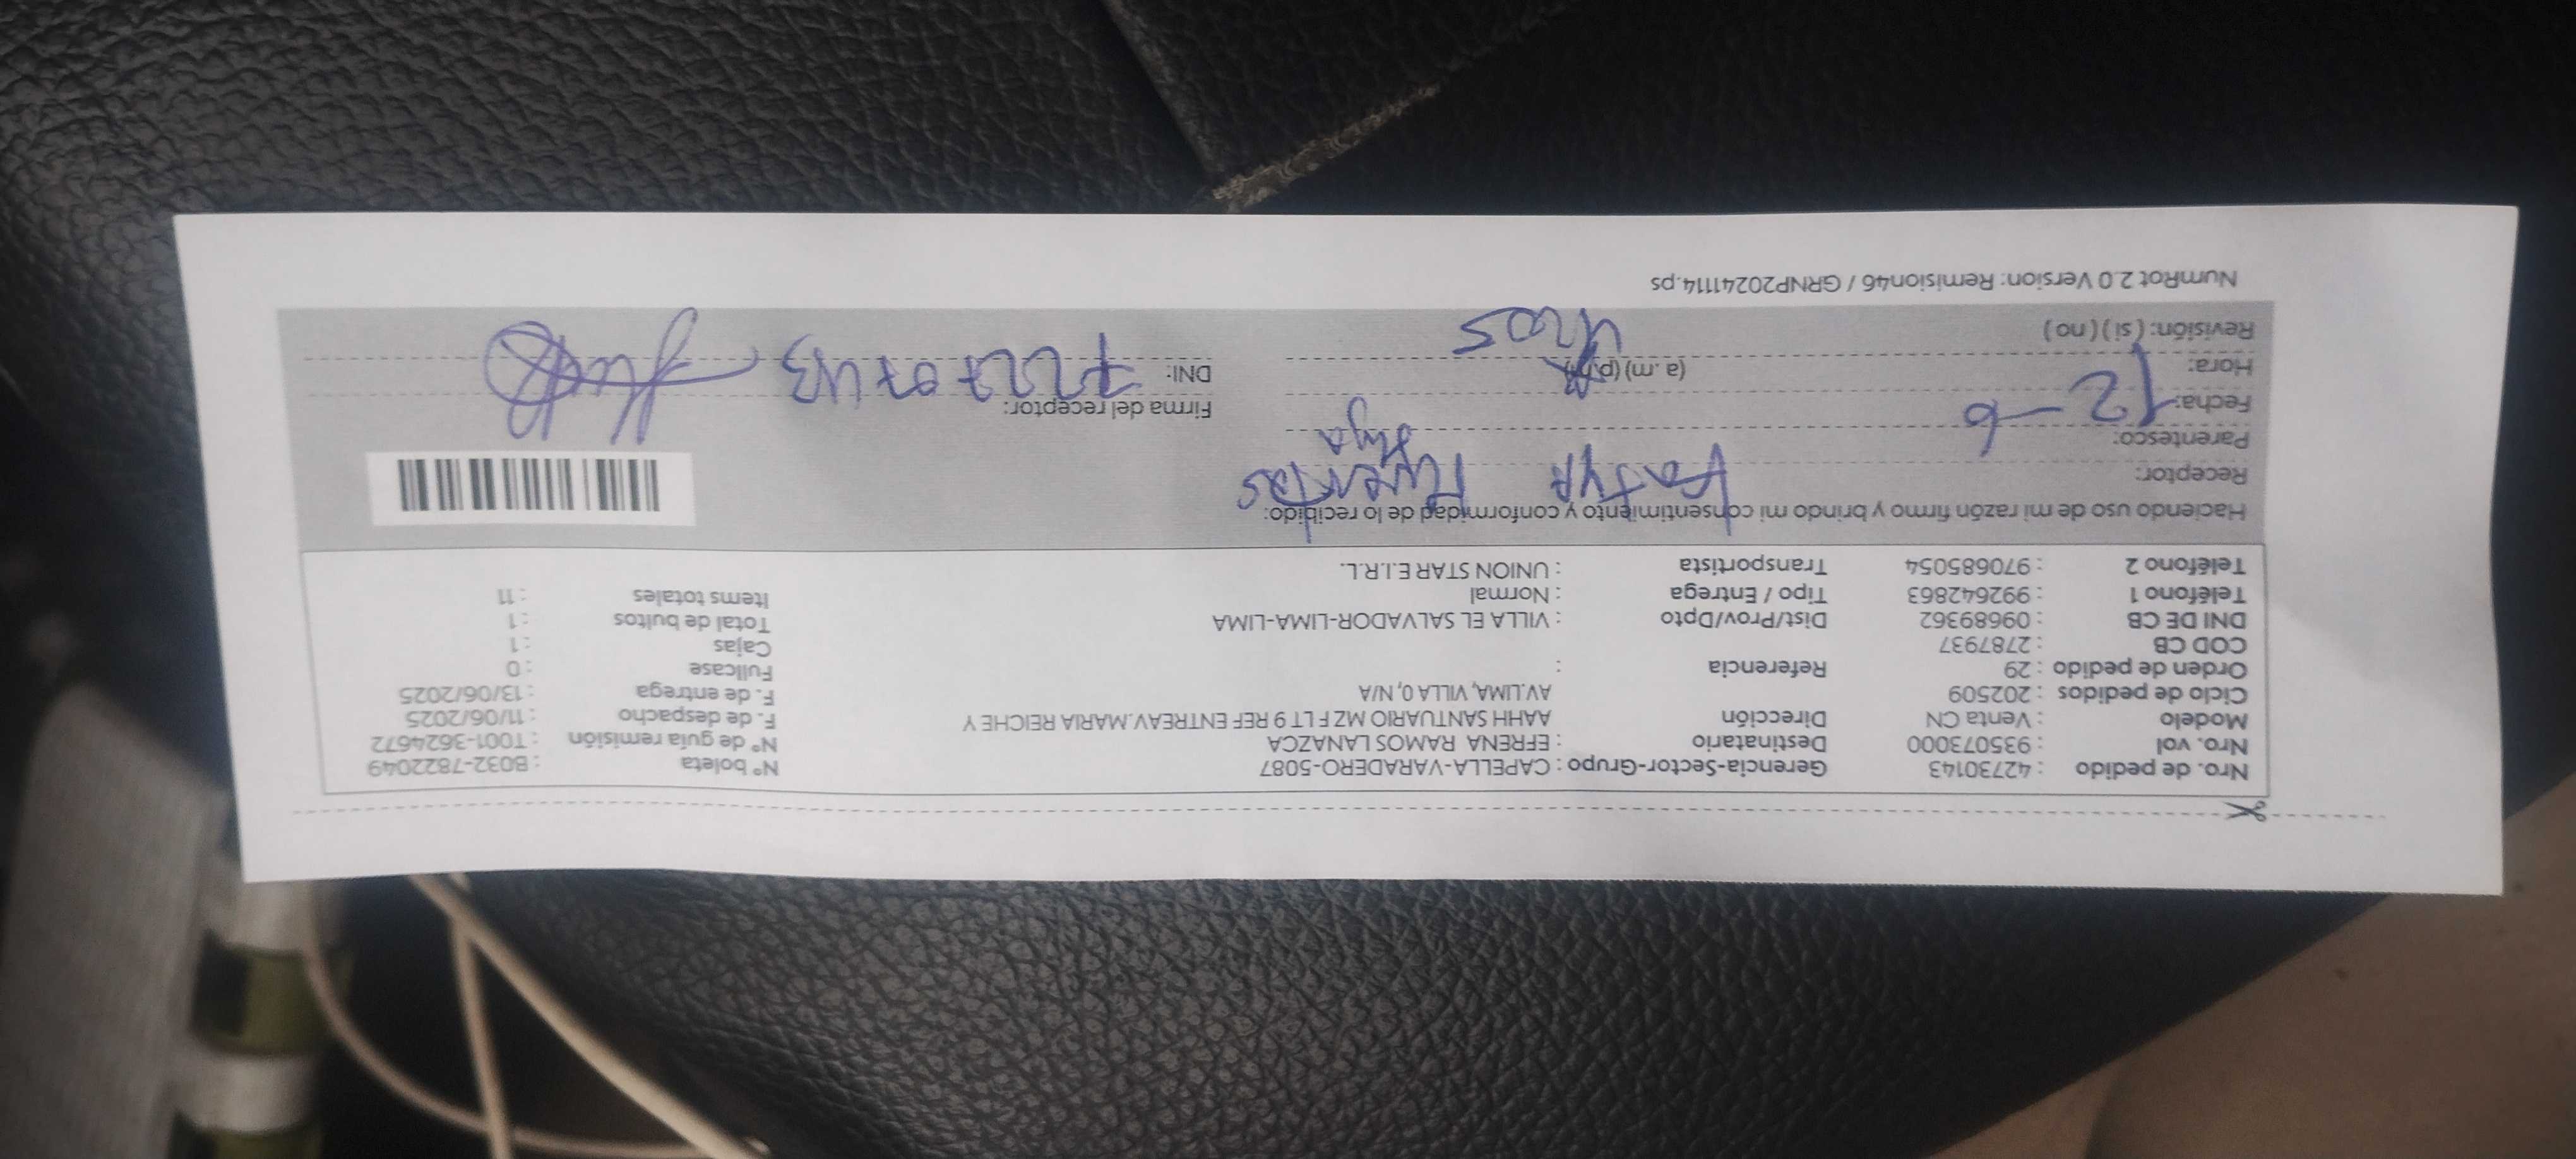 Nro. de pedido : 42730143 Gerencia-Sector-Grupo : CAPELLA-VARADERO-5087 N° boleta : B032-7822049
Nro. vol : 935073000 Destinatario : EFRENA RAMOS LANAZCA N° de guía remisión : T001-3624672
Modelo : Venta CN Dirección AAHH SANTUARIO MZ F LT 9 REF ENTREAV.MARIA REICHE Y F. de despacho : 11/06/2025
Ciclo de pedidos : 202509 AV.LIMA, VILLA 0, N/A F. de entrega : 13/06/2025
Orden de pedido : 29 Referencia : Fullcase : 0
COD CB : 2787937 Cajas : 1
DNI DE CB : 09689362 Dist/Prov/Dpto : VILLA EL SALVADOR-LIMA-LIMA Total de bultos : 1
Teléfono 1 : 992642863 Tipo / Entrega : Normal Items totales : 11
Teléfono 2 : 970685054 Transportista : UNION STAR E.I.R.L.
Haciendo uso de mi razón firmo y brindo mi consentimiento y conformidad de lo recibido:
Receptor:
Parentesco: Hija
Fecha: 12-6 Firma del receptor:
Hora: (a .m) (p.m) DNI:
Revisión: ( si ) ( no )
NumRot 2.0 Version: Remision46 / GRNP20241114.ps